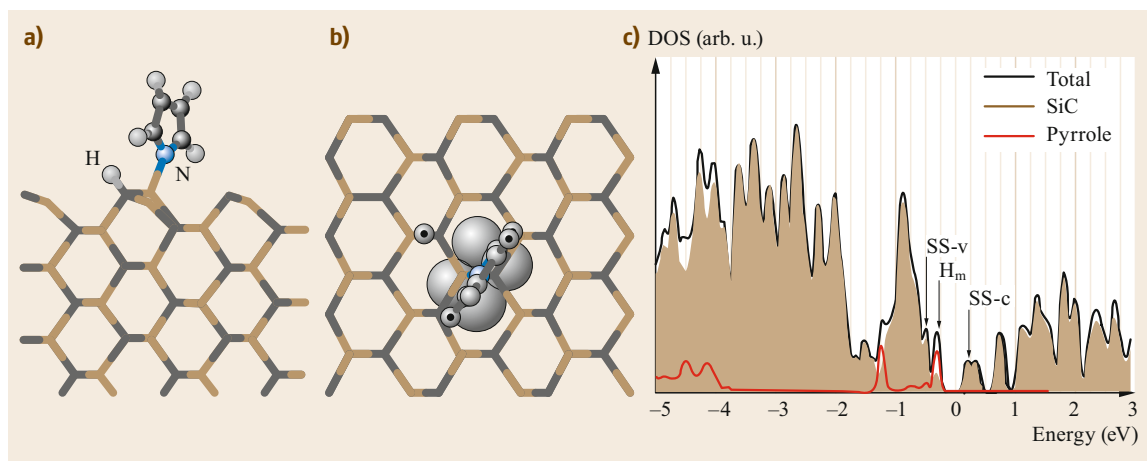 a)
H
N
b)
c) DOS (arb. u.)
Total
SiC
Pyrrole
SS-v
Hm
SS-c
–5 –4 –3 –2 –1 0 1 2 3
Energy (eV)